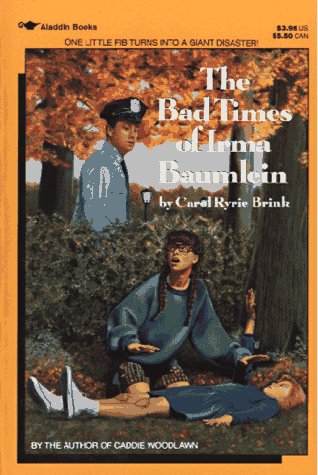 Aladdin Books
$3.95 US
$5.50 CAN
ONE LITTLE FIB TURNS INTO A GIANT DISASTER!
The
Bad Times
of Irma
Baumlein
by Carol Ryrie Brink
BY THE AUTHOR OF CADDIE WOODLAWN